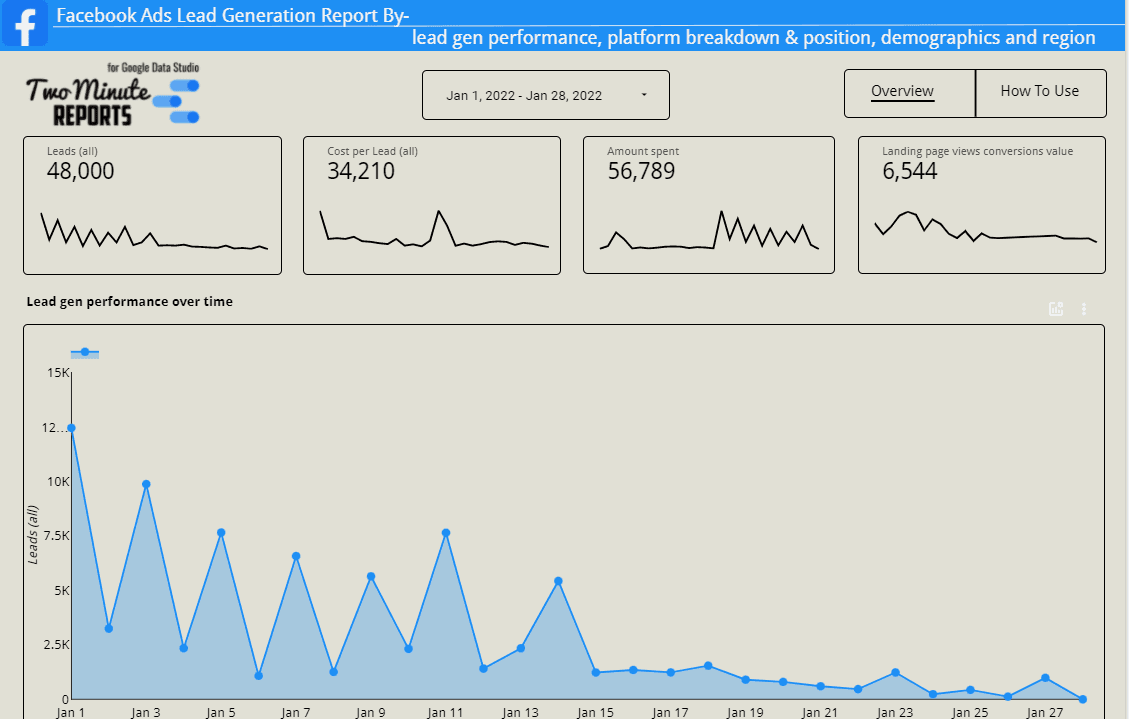 Facebook Ads Lead Generation Report By-
lead gen performance, platform breakdown & position, demographics and region
for Google Data Studio
Two Minute
REPORTS
Jan 1, 2022 - Jan 28, 2022
Overview
How To Use
Leads (all)
48,000
Cost per Lead (all)
34,210
Amount spent
56,789
Landing page views conversions value
6,544
Lead gen performance over time
15K
12...
10K
7.5K
5K
2.5K
0
Leads (all)
Jan 1 Jan 3 Jan 5 Jan 7 Jan 9 Jan 11 Jan 13 Jan 15 Jan 17 Jan 19 Jan 21 Jan 23 Jan 25 Jan 27